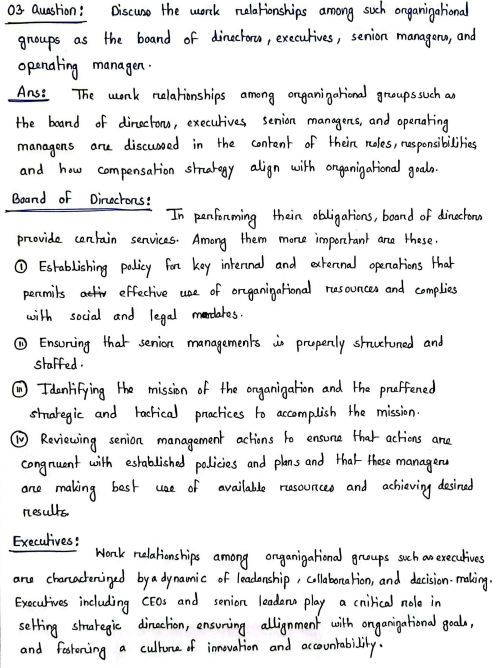 03. Question: Discuss the work relationships among such organizational
groups as the board of directors, executives, senior managers, and
operating manager.
Ans: The work relationships among organizational groups such as
the board of directors, executives, senior managers, and operating
managers are discussed in the context of their roles, responsibilities
and how compensation strategy align with organizational goals.
Board of Directors:
In performing their obligations, board of directors
provide certain services. Among them more important are these.
(i) Establishing policy for key internal and external operations that
permits effective use of organizational resources and complies
with social and legal mandates.
(ii) Ensuring that senior managements is properly structured and
staffed.
(iii) Identifying the mission of the organization and the preffered
strategic and tactical practices to accomplish the mission.
(iv) Reviewing senior management actions to ensure that actions are
congruent with established policies and plans and that these managers
are making best use of available resources and achieving desired
results
Executives:
Work relationships among organizational groups such as executives
are characterized by a dynamic of leadership, collaboration, and decision-making.
Executives including CEOs and senior leaders play a critical role in
setting strategic direction, ensuring allignment with organizational goals,
and fostering a culture of innovation and accountability.